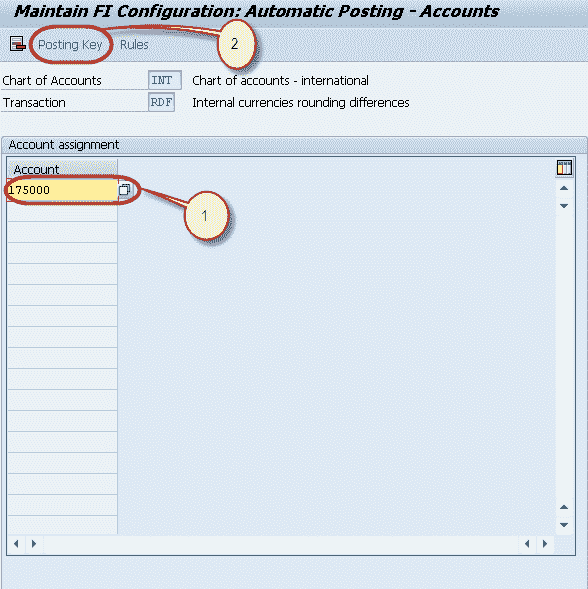 Maintain FI Configuration: Automatic Posting - Accounts
Posting Key Rules 2
Chart of Accounts INT Chart of accounts - international
Transaction RDF Internal currencies rounding differences
Account assignment
Account
175000
1